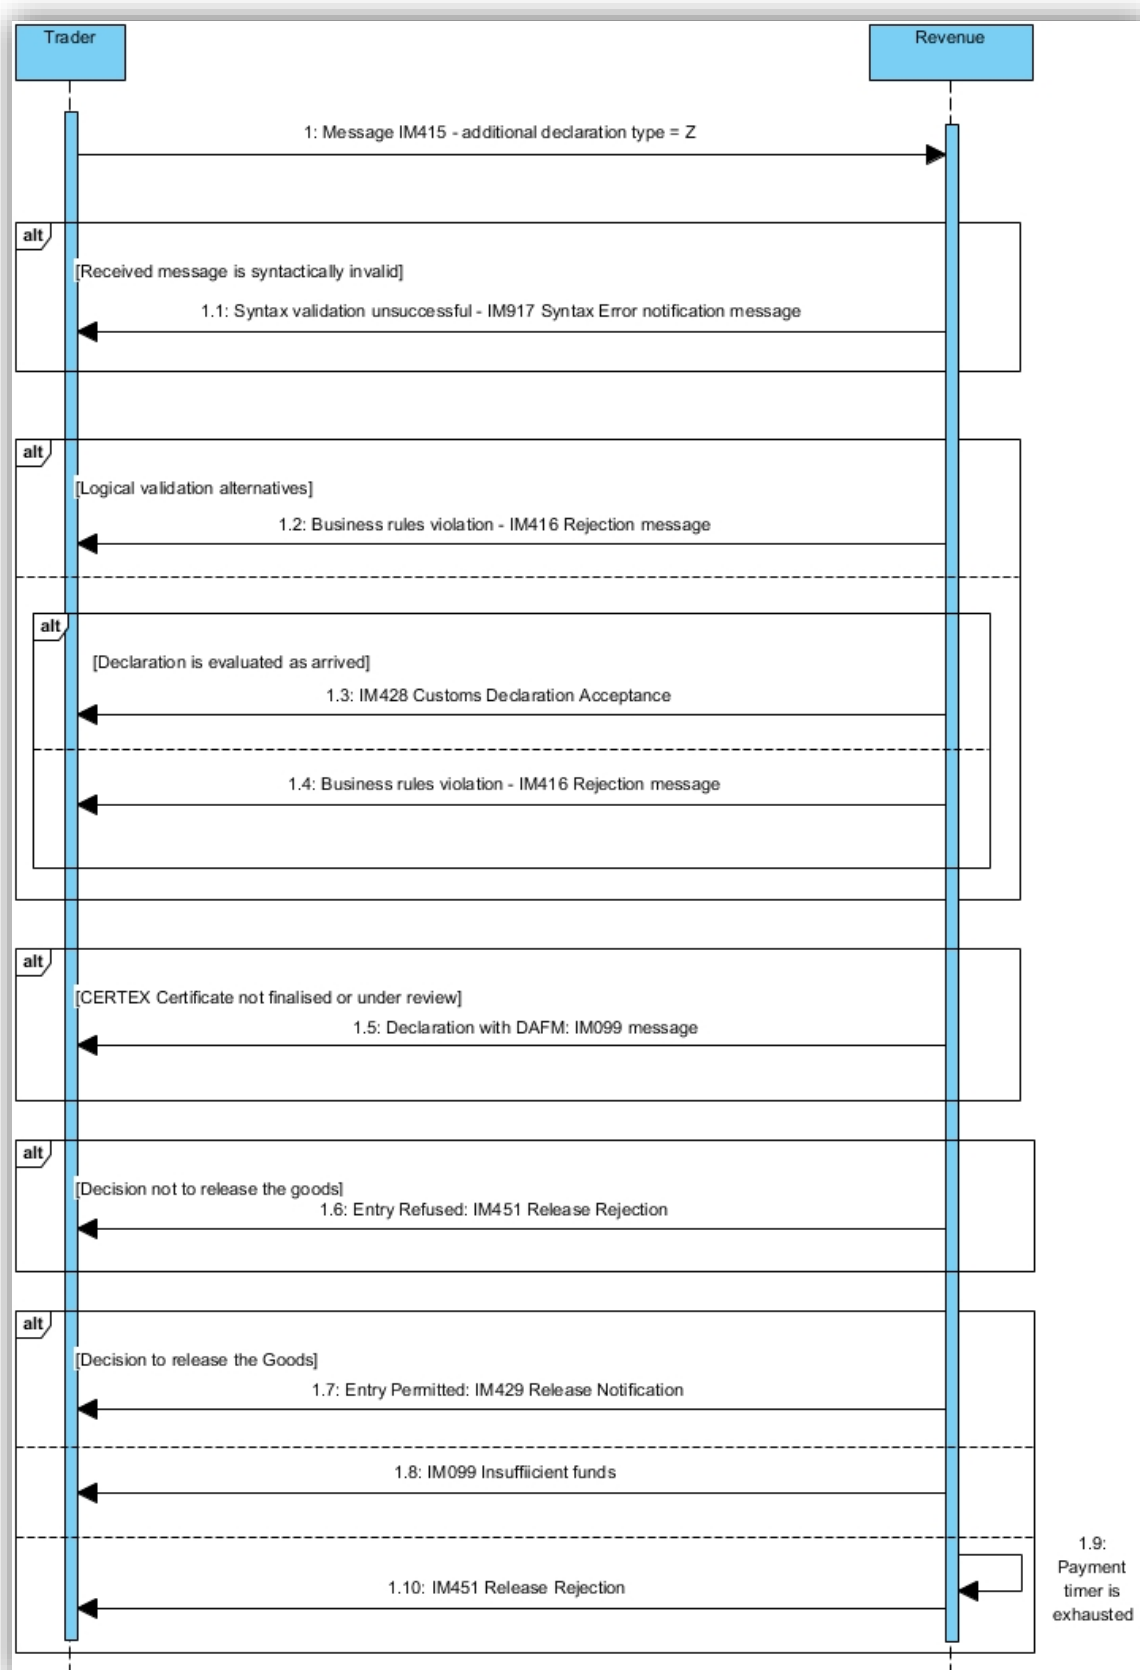 Trader
Revenue
1: Message IM415 - additional declaration type = Z
alt
[Received message is syntactically invalid]
1.1: Syntax validation unsuccessful - IM917 Syntax Error notification message
alt
[Logical validation alternatives]
1.2: Business rules violation - IM416 Rejection message
alt
[Declaration is evaluated as arrived]
1.3: IM428 Customs Declaration Acceptance
1.4: Business rules violation - IM416 Rejection message
alt
[CERTEX Certificate not finalised or under review]
1.5: Declaration with DAFM: IM099 message
alt
[Decision not to release the goods]
1.6: Entry Refused: IM451 Release Rejection
alt
[Decision to release the Goods]
1.7: Entry Permitted: IM429 Release Notification
1.8: IM099 Insuffiicient funds
1.9:
Payment
timer is
exhausted
1.10: IM451 Release Rejection